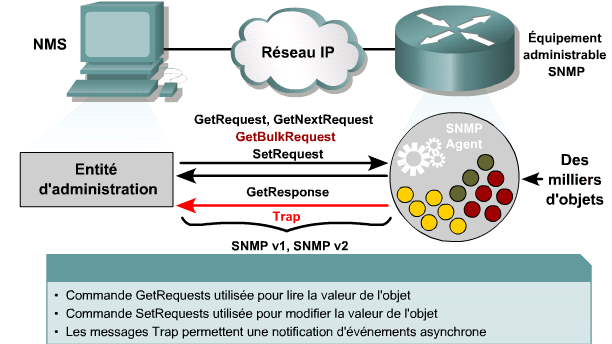 NMS
Réseau IP
Équipement
administrable
SNMP
GetRequest, GetNextRequest
GetBulkRequest
SetRequest
SNMP
Agent
Entité
d'administration
Des
milliers
d'objets
GetResponse
Trap
SNMP v1, SNMP v2
• Commande GetRequests utilisée pour lire la valeur de l'objet
• Commande SetRequests utilisée pour modifier la valeur de l'objet
• Les messages Trap permettent une notification d'événements asynchrone